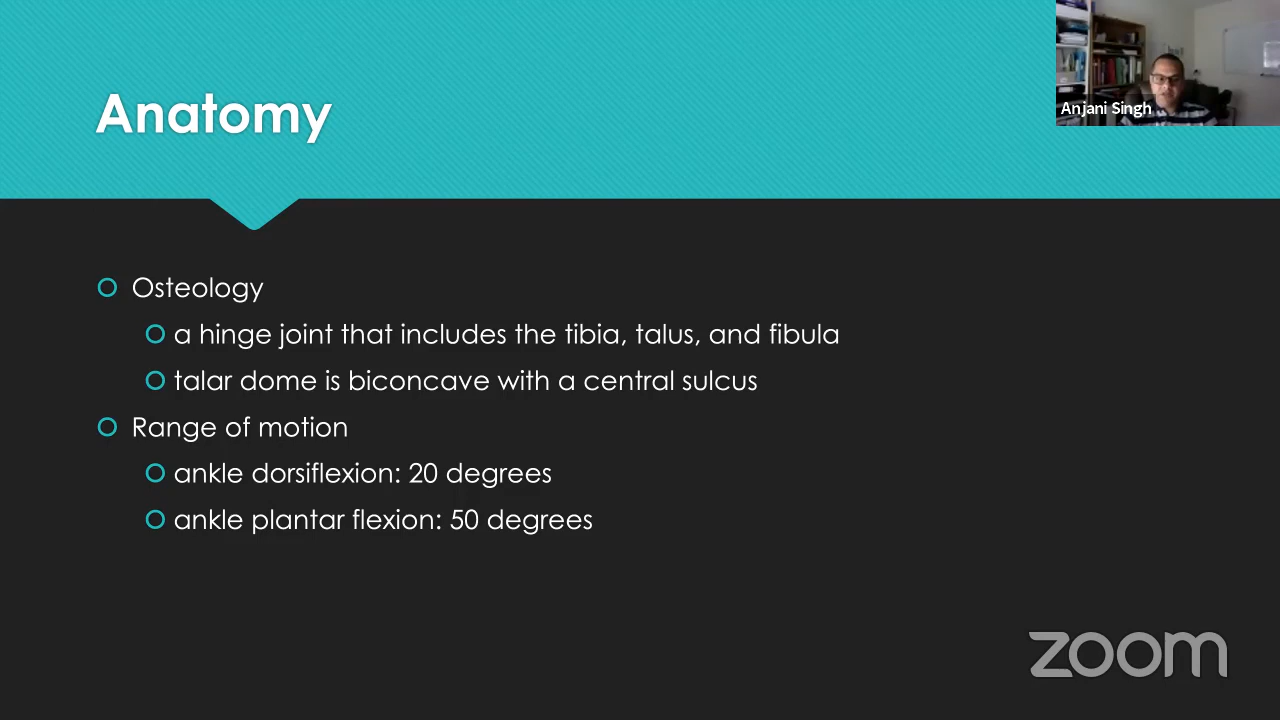 Anatomy
Anjani Singh
Osteology
a hinge joint that includes the tibia, talus, and fibula
talar dome is biconcave with a central sulcus
Range of motion
ankle dorsiflexion: 20 degrees
ankle plantar flexion: 50 degrees
zoom